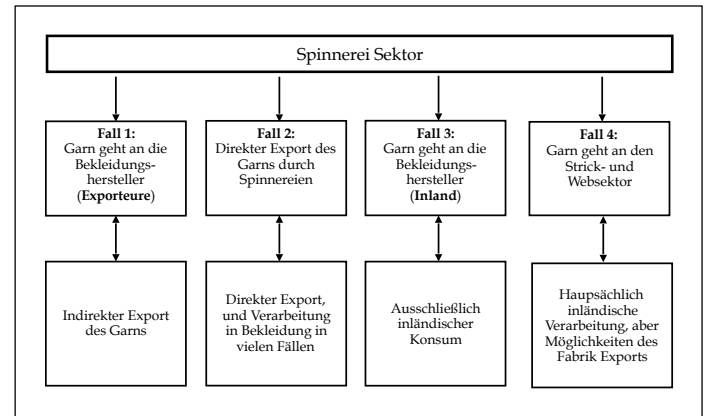 Spinnerei Sektor
Fall 1:
Garn geht an die
Bekleidungs-
hersteller
(Exporteure)
Fall 2:
Direkter Export des
Garns durch
Spinnereien
Fall 3:
Garn geht an die
Bekleidungs-
hersteller
(Inland)
Fall 4:
Garn geht an den
Strick- und
Websektor
Indirekter Export
des Garns
Direkter Export,
und Verarbeitung
in Bekleidung in
vielen Fällen
Ausschließlich
inländischer
Konsum
Haupsächlich
inländische
Verarbeitung, aber
Möglichkeiten des
Fabrik Exports